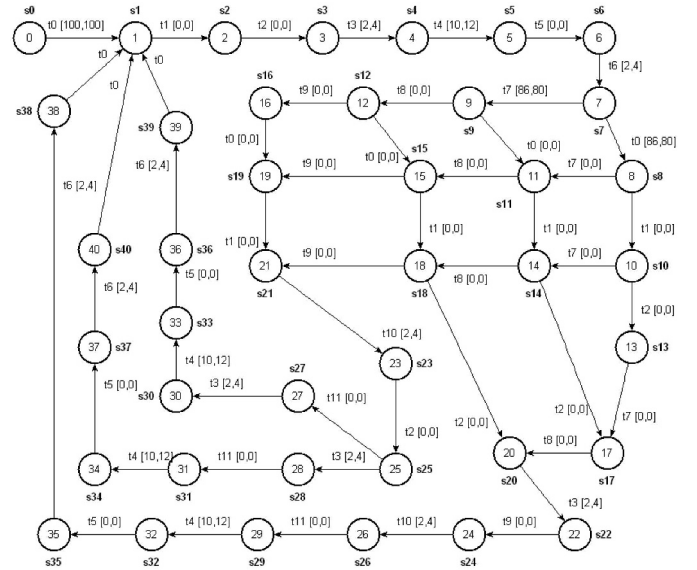 s0 s1 s2 s3 s4 s5 s6
t0 [100,100] t1 [0,0] t2 [0,0] t3 [2,4] t4 [10,12] t5 [0,0]
0 1 2 3 4 5 6
t0 t0 t6 [2,4]
s16 s12
t9 [0,0] t8 [0,0] t7 [86,80]
s38 38 t0 16 12 9 7
s9 s7
39 s39
s15 t0 [86,80]
t0 [0,0] t0 [0,0] t0 [0,0]
t9 [0,0] t8 [0,0] t7 [0,0]
s19 19 15 11 8 s8
t6 [2,4] s11
t6 [2,4] t1 [0,0] t1 [0,0] t1 [0,0] t1 [0,0]
40 s40 36 s36 t9 [0,0] t7 [0,0]
21 18 14 10 s10
t8 [0,0]
s21 s18 s14
t5 [0,0]
t6 [2,4] t2 [0,0]
33 s33 t10 [2,4]
37 s37 23 s23 13 s13
s27
t4 [10,12]
t3 [2,4]
t5 [0,0] s30 30 27 t11 [0,0]
t2 [0,0] t2 [0,0] t2 [0,0] t7 [0,0]
t8 [0,0]
t4 [10,12] t11 [0,0] t3 [2,4] 20 17
34 31 28 25 s25
s34 s31 s28 s20 s17
t3 [2,4]
t5 [0,0] t4 [10,12] t11 [0,0] t10 [2,4] t9 [0,0]
35 32 29 26 24 22 s22
s35 s32 s29 s26 s24